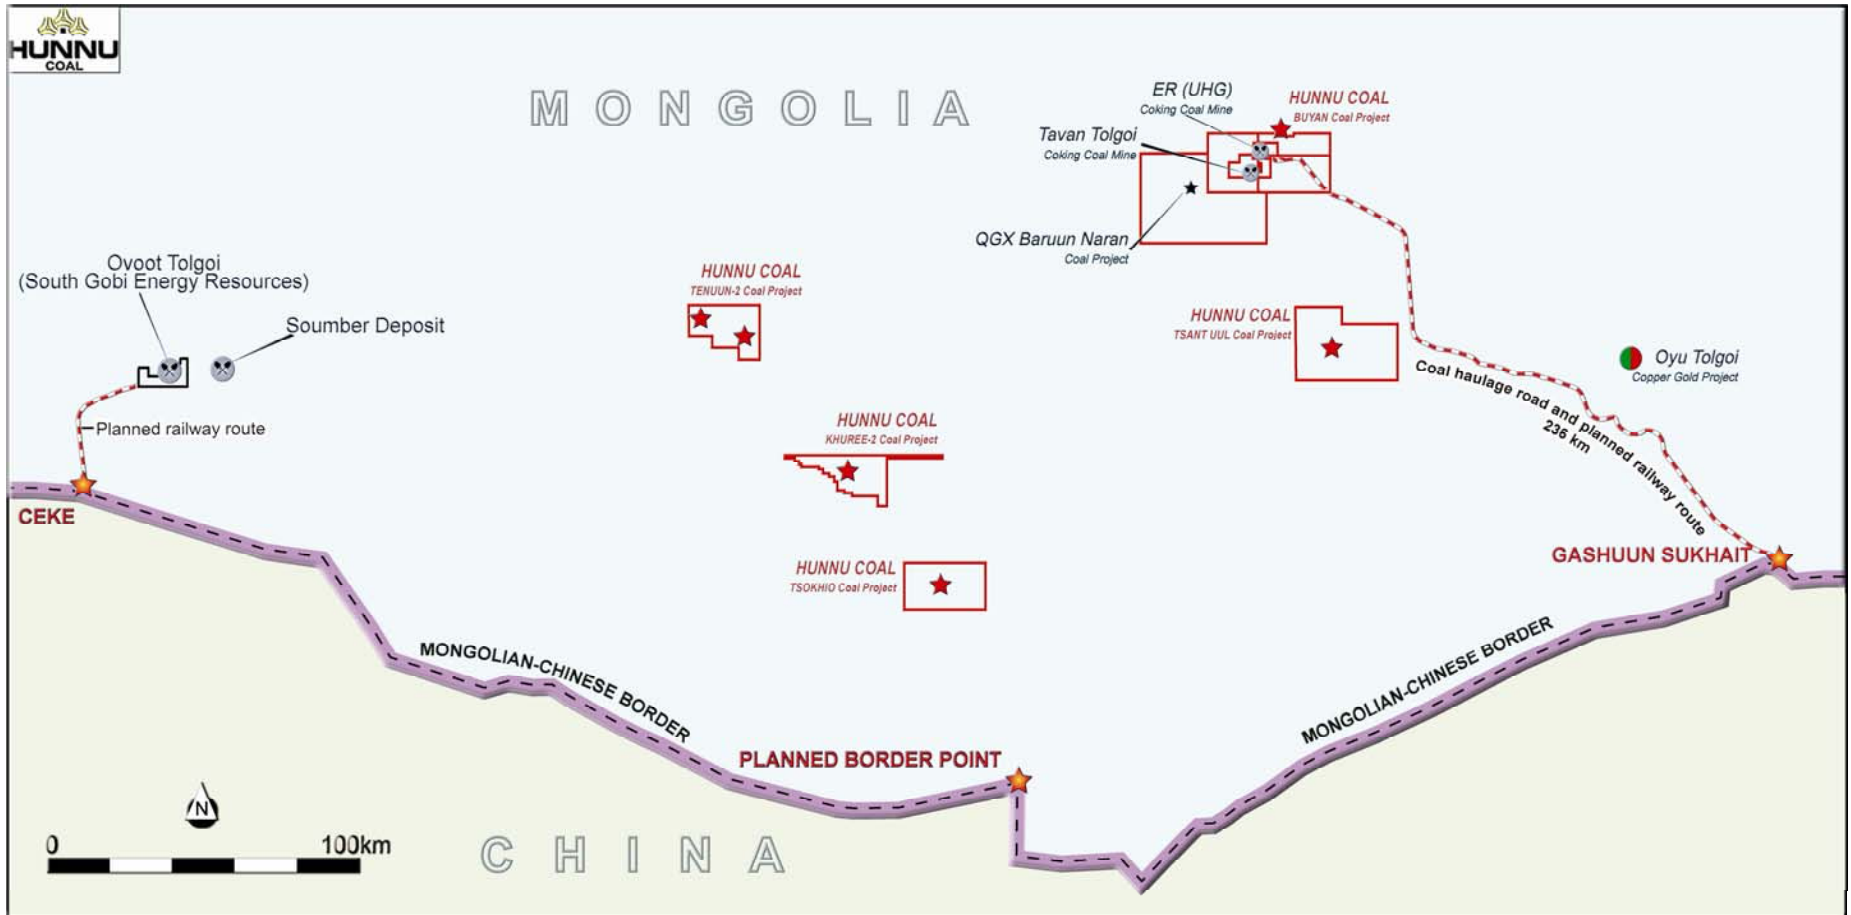 HUNNU
COAL
MONGOLIA
ER (UHG)
Coking Coal Mine
HUNNU COAL
BUYAN Coal Project
Tavan Tolgoi
Coking Coal Mine
QGX Baruun Naran
Coal Project
Ovoot Tolgoi
(South Gobi Energy Resources)
Soumber Deposit
HUNNU COAL
TENUUN-2 Coal Project
HUNNU COAL
TSANT UUL Coal Project
Oyu Tolgoi
Copper Gold Project
Coal haulage road and planned railway route
236 km
Planned railway route
HUNNU COAL
KHUREE-2 Coal Project
CEKE
GASHUUN SUKHAIT
HUNNU COAL
TSOKHIO Coal Project
MONGOLIAN-CHINESE BORDER
MONGOLIAN-CHINESE BORDER
PLANNED BORDER POINT
N
0 100km
CHINA